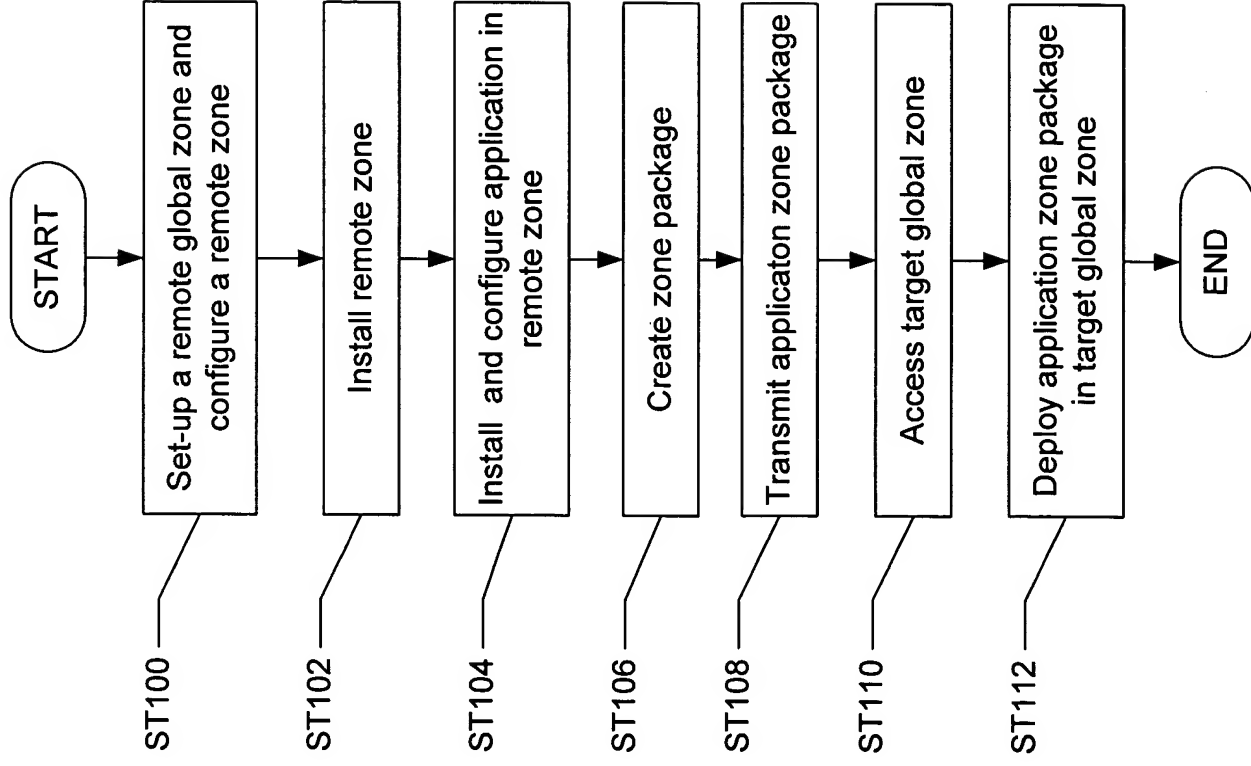 START
ST100
Set-up a remote global zone and
configure a remote zone
ST102
Install remote zone
ST104
Install and configure application in
remote zone
ST106
Create zone package
ST108
Transmit applicaton zone package
ST110
Access target global zone
ST112
Deploy application zone package
in target global zone
END